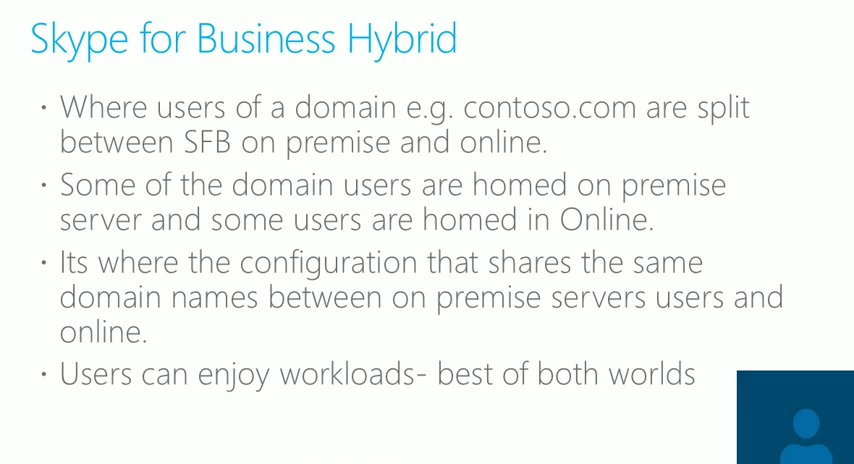 Skype for Business Hybrid
• Where users of a domain e.g. contoso.com are split
between SFB on premise and online.
• Some of the domain users are homed on premise
server and some users are homed in Online.
• Its where the configuration that shares the same
domain names between on premise servers users and
online.
• Users can enjoy workloads- best of both worlds